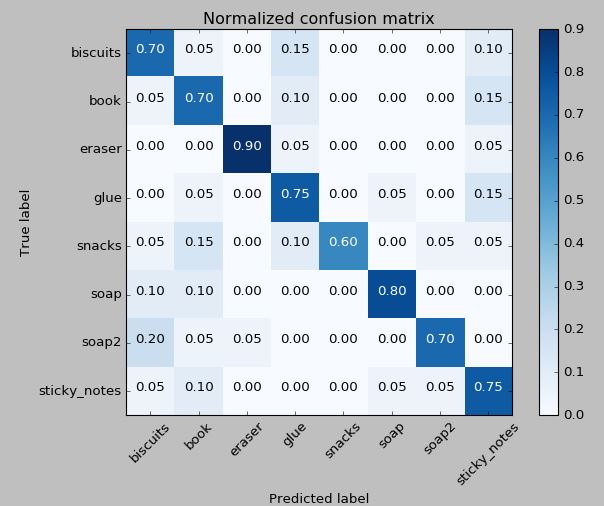 Normalized confusion matrix
biscuits 0.70 0.05 0.00 0.15 0.00 0.00 0.00 0.10
book 0.05 0.70 0.00 0.10 0.00 0.00 0.00 0.15
eraser 0.00 0.00 0.90 0.05 0.00 0.00 0.00 0.05
glue 0.00 0.05 0.00 0.75 0.00 0.05 0.00 0.15
snacks 0.05 0.15 0.00 0.10 0.60 0.00 0.05 0.05
soap 0.10 0.10 0.00 0.00 0.00 0.80 0.00 0.00
soap2 0.20 0.05 0.05 0.00 0.00 0.00 0.70 0.00
sticky_notes 0.05 0.10 0.00 0.00 0.00 0.05 0.05 0.75
biscuits book eraser glue snacks soap soap2 sticky_notes
Predicted label
True label
0.9
0.8
0.7
0.6
0.5
0.4
0.3
0.2
0.1
0.0